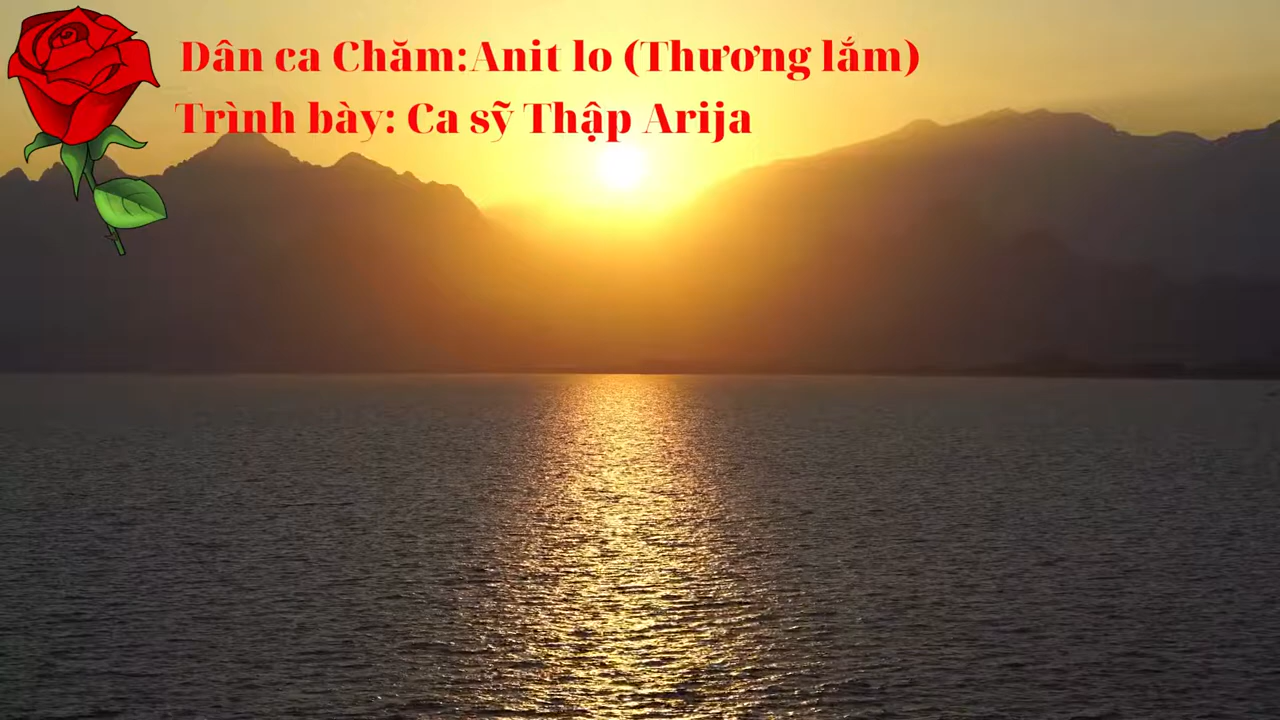 Dân ca Chăm:Anit lo (Thương lắm)
Trình bày: Ca sỹ Thập Arija